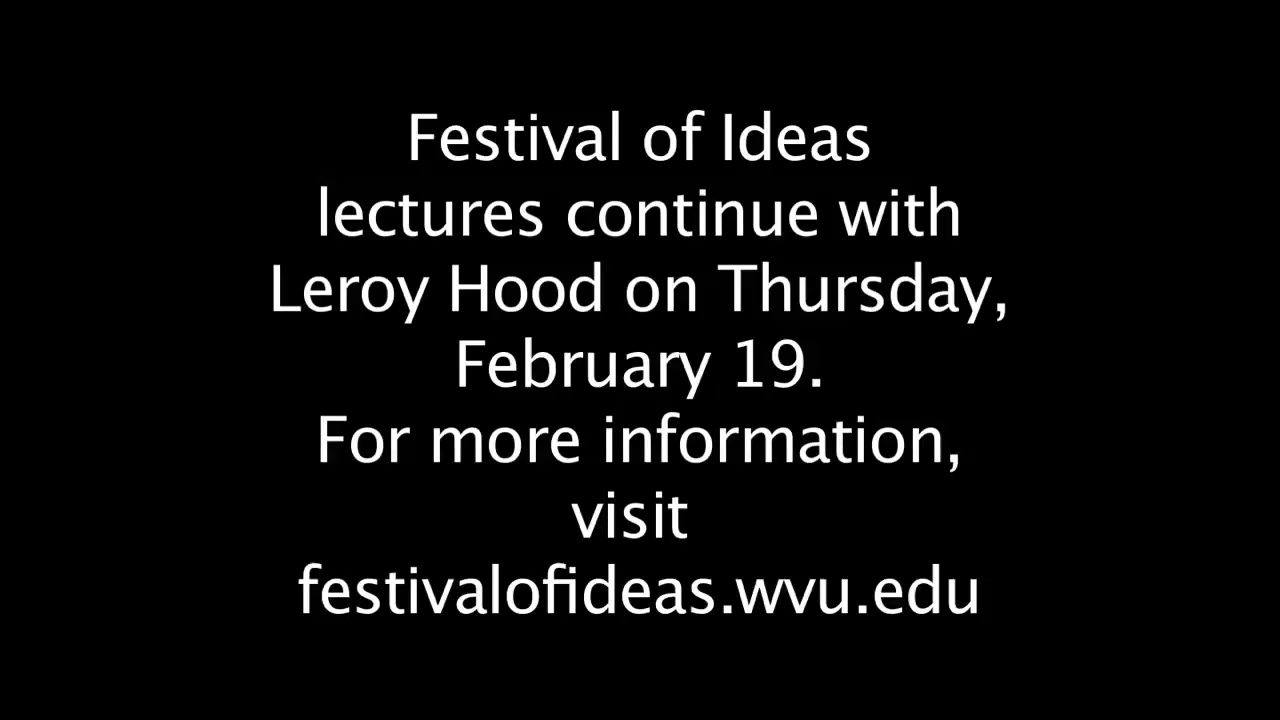 Festival of Ideas
lectures continue with
Leroy Hood on Thursday,
February 19.
For more information,
visit
festivalofideas.wvu.edu